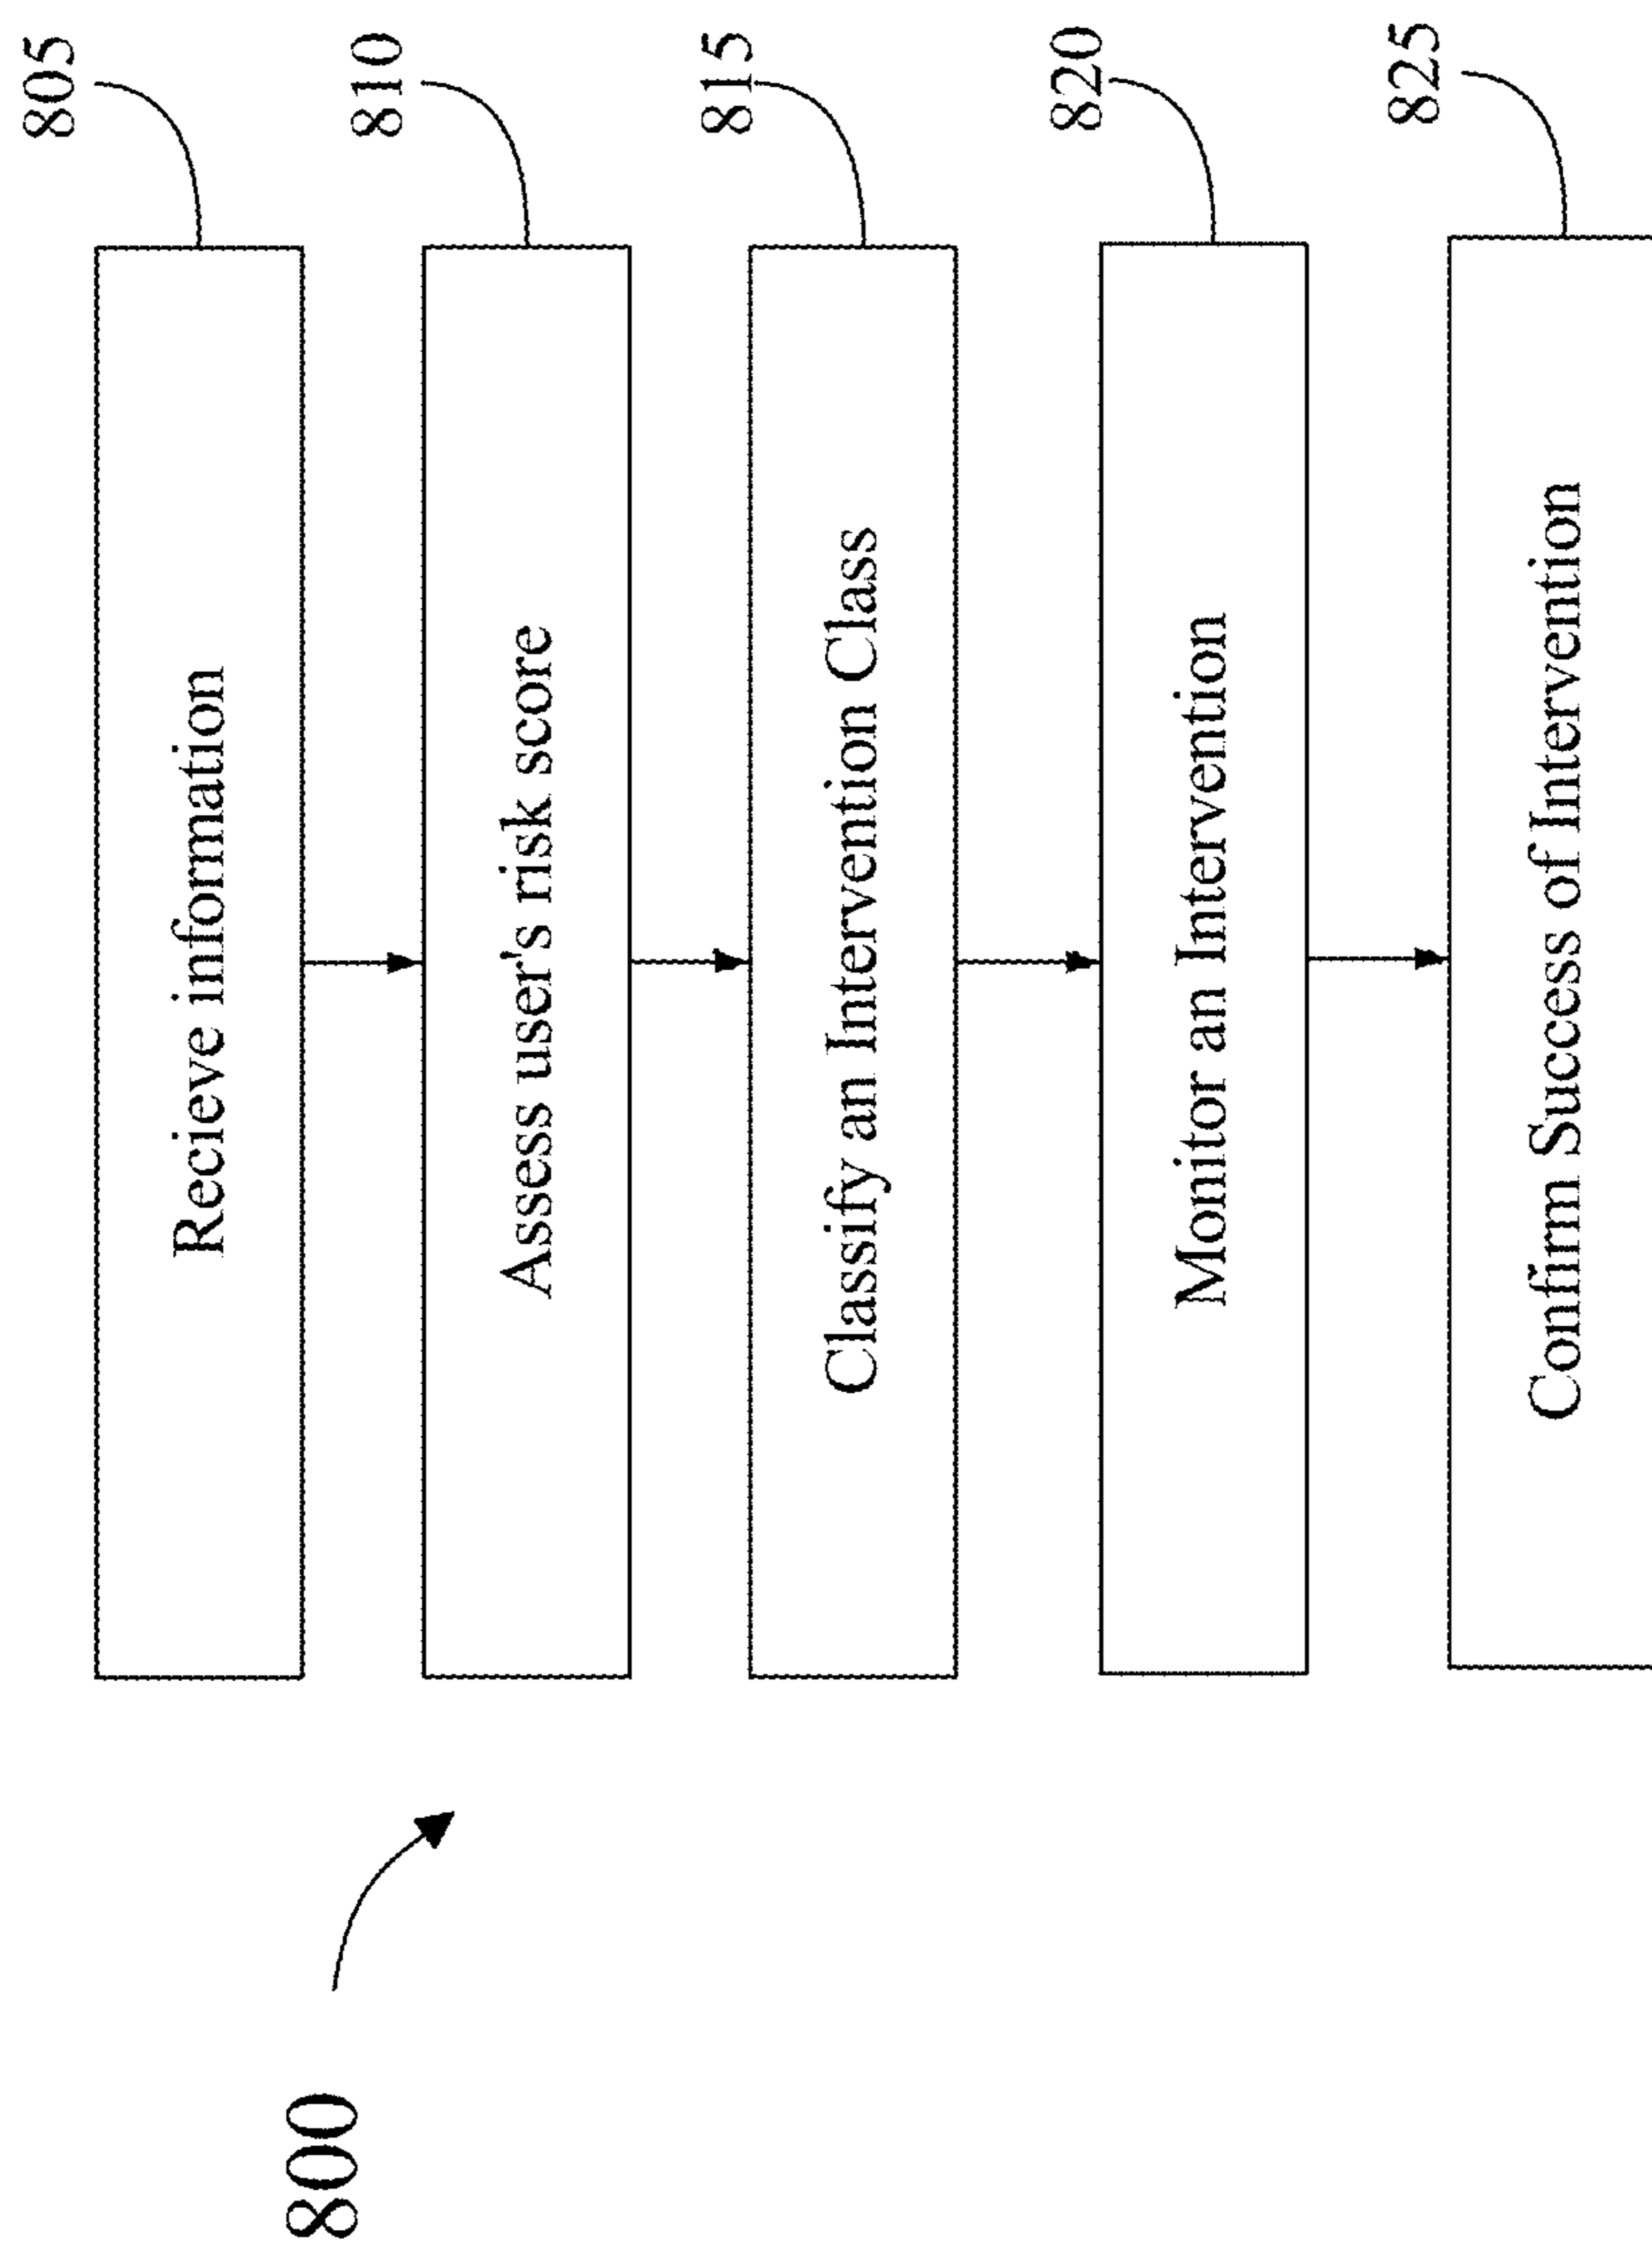 800
Recieve information
805
Assess user's risk score
810
Classify an Intervention Class
815
Monitor an Intervention
820
Confirm Success of Intervention
825